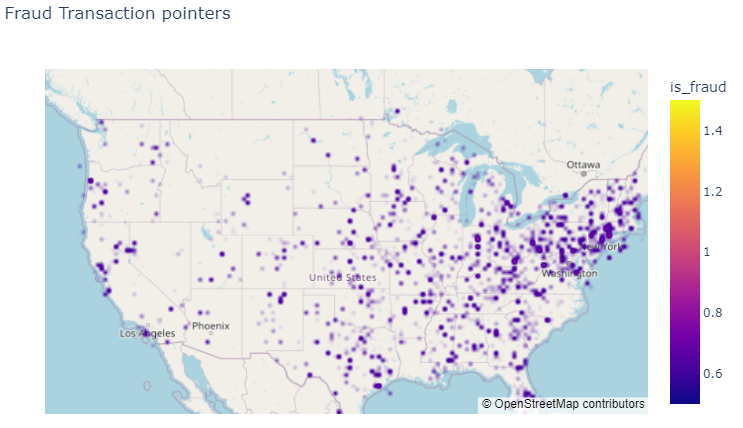 Fraud Transaction pointers
is_fraud
1.4
1.2
1
0.8
0.6
Ottawa
New York
Washington
United States
Los Angeles
Phoenix
© OpenStreetMap contributors